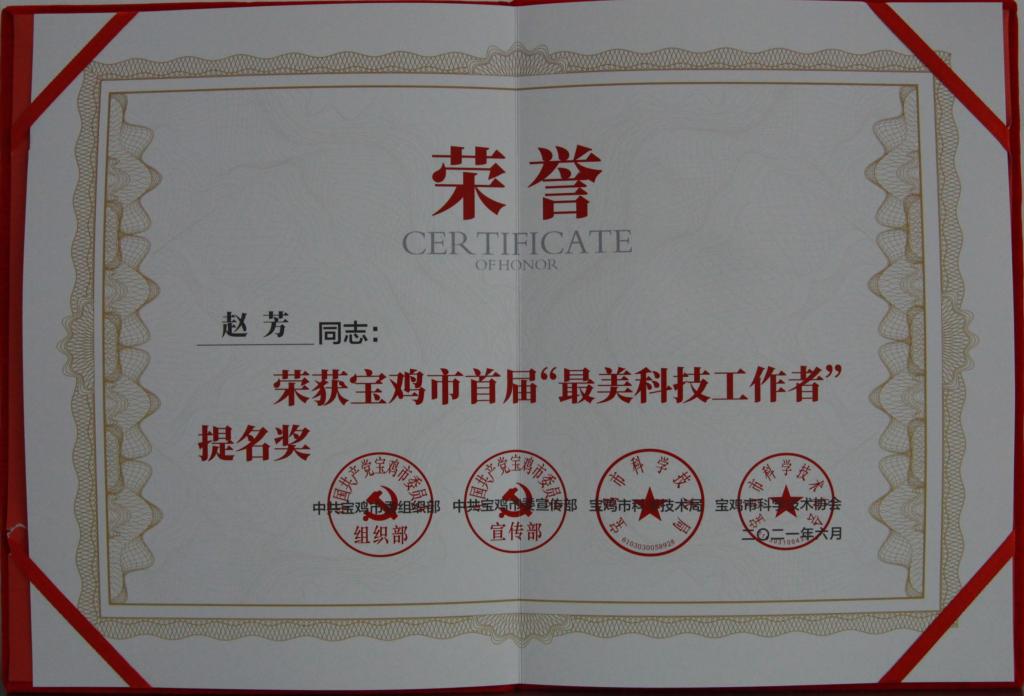 荣誉
CERTIFICATE
OF HONOR
赵芳 同志：
荣获宝鸡市首届“最美科技工作者”
提名奖
中共宝鸡市委组织部 中共宝鸡市委宣传部 宝鸡市科学技术局 宝鸡市科学技术协会
二〇二一年六月
组织部
宣传部
6103030058928